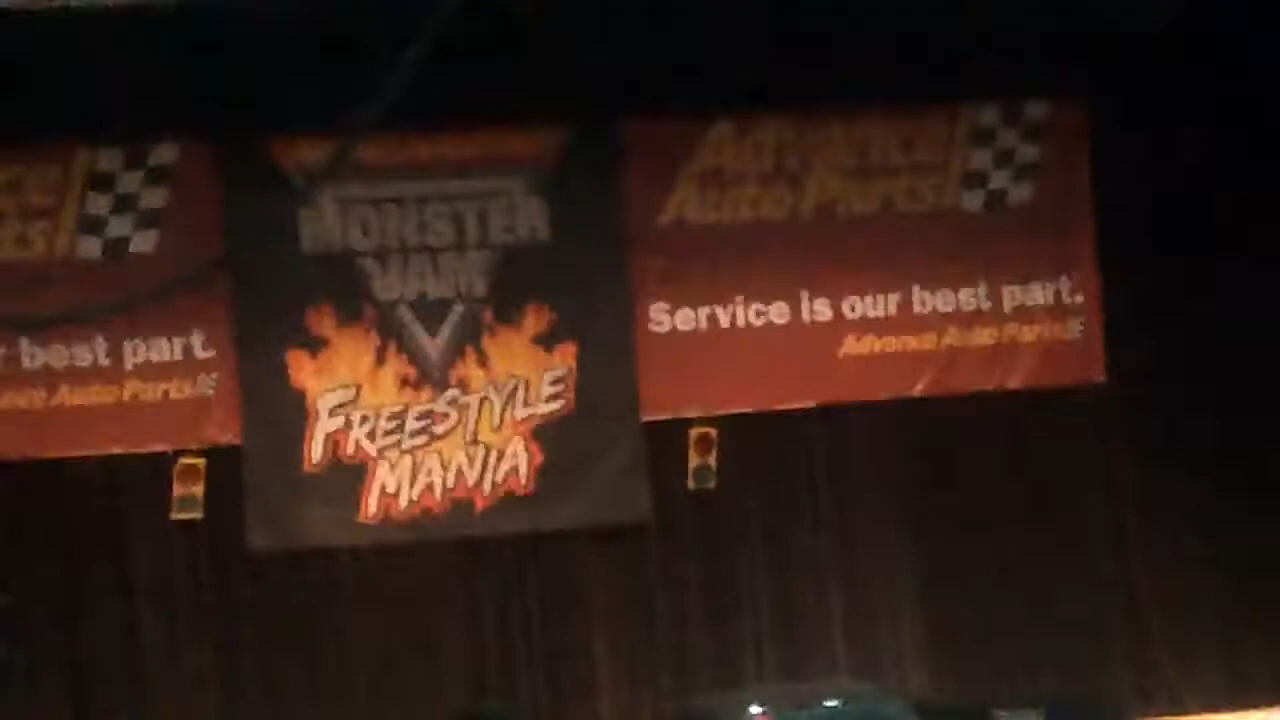 Advance
Auto Parts
Service is our best part.
Advance Auto Parts
MONSTER
JAM
FREESTYLE
MANIA
best part.
Auto Parts